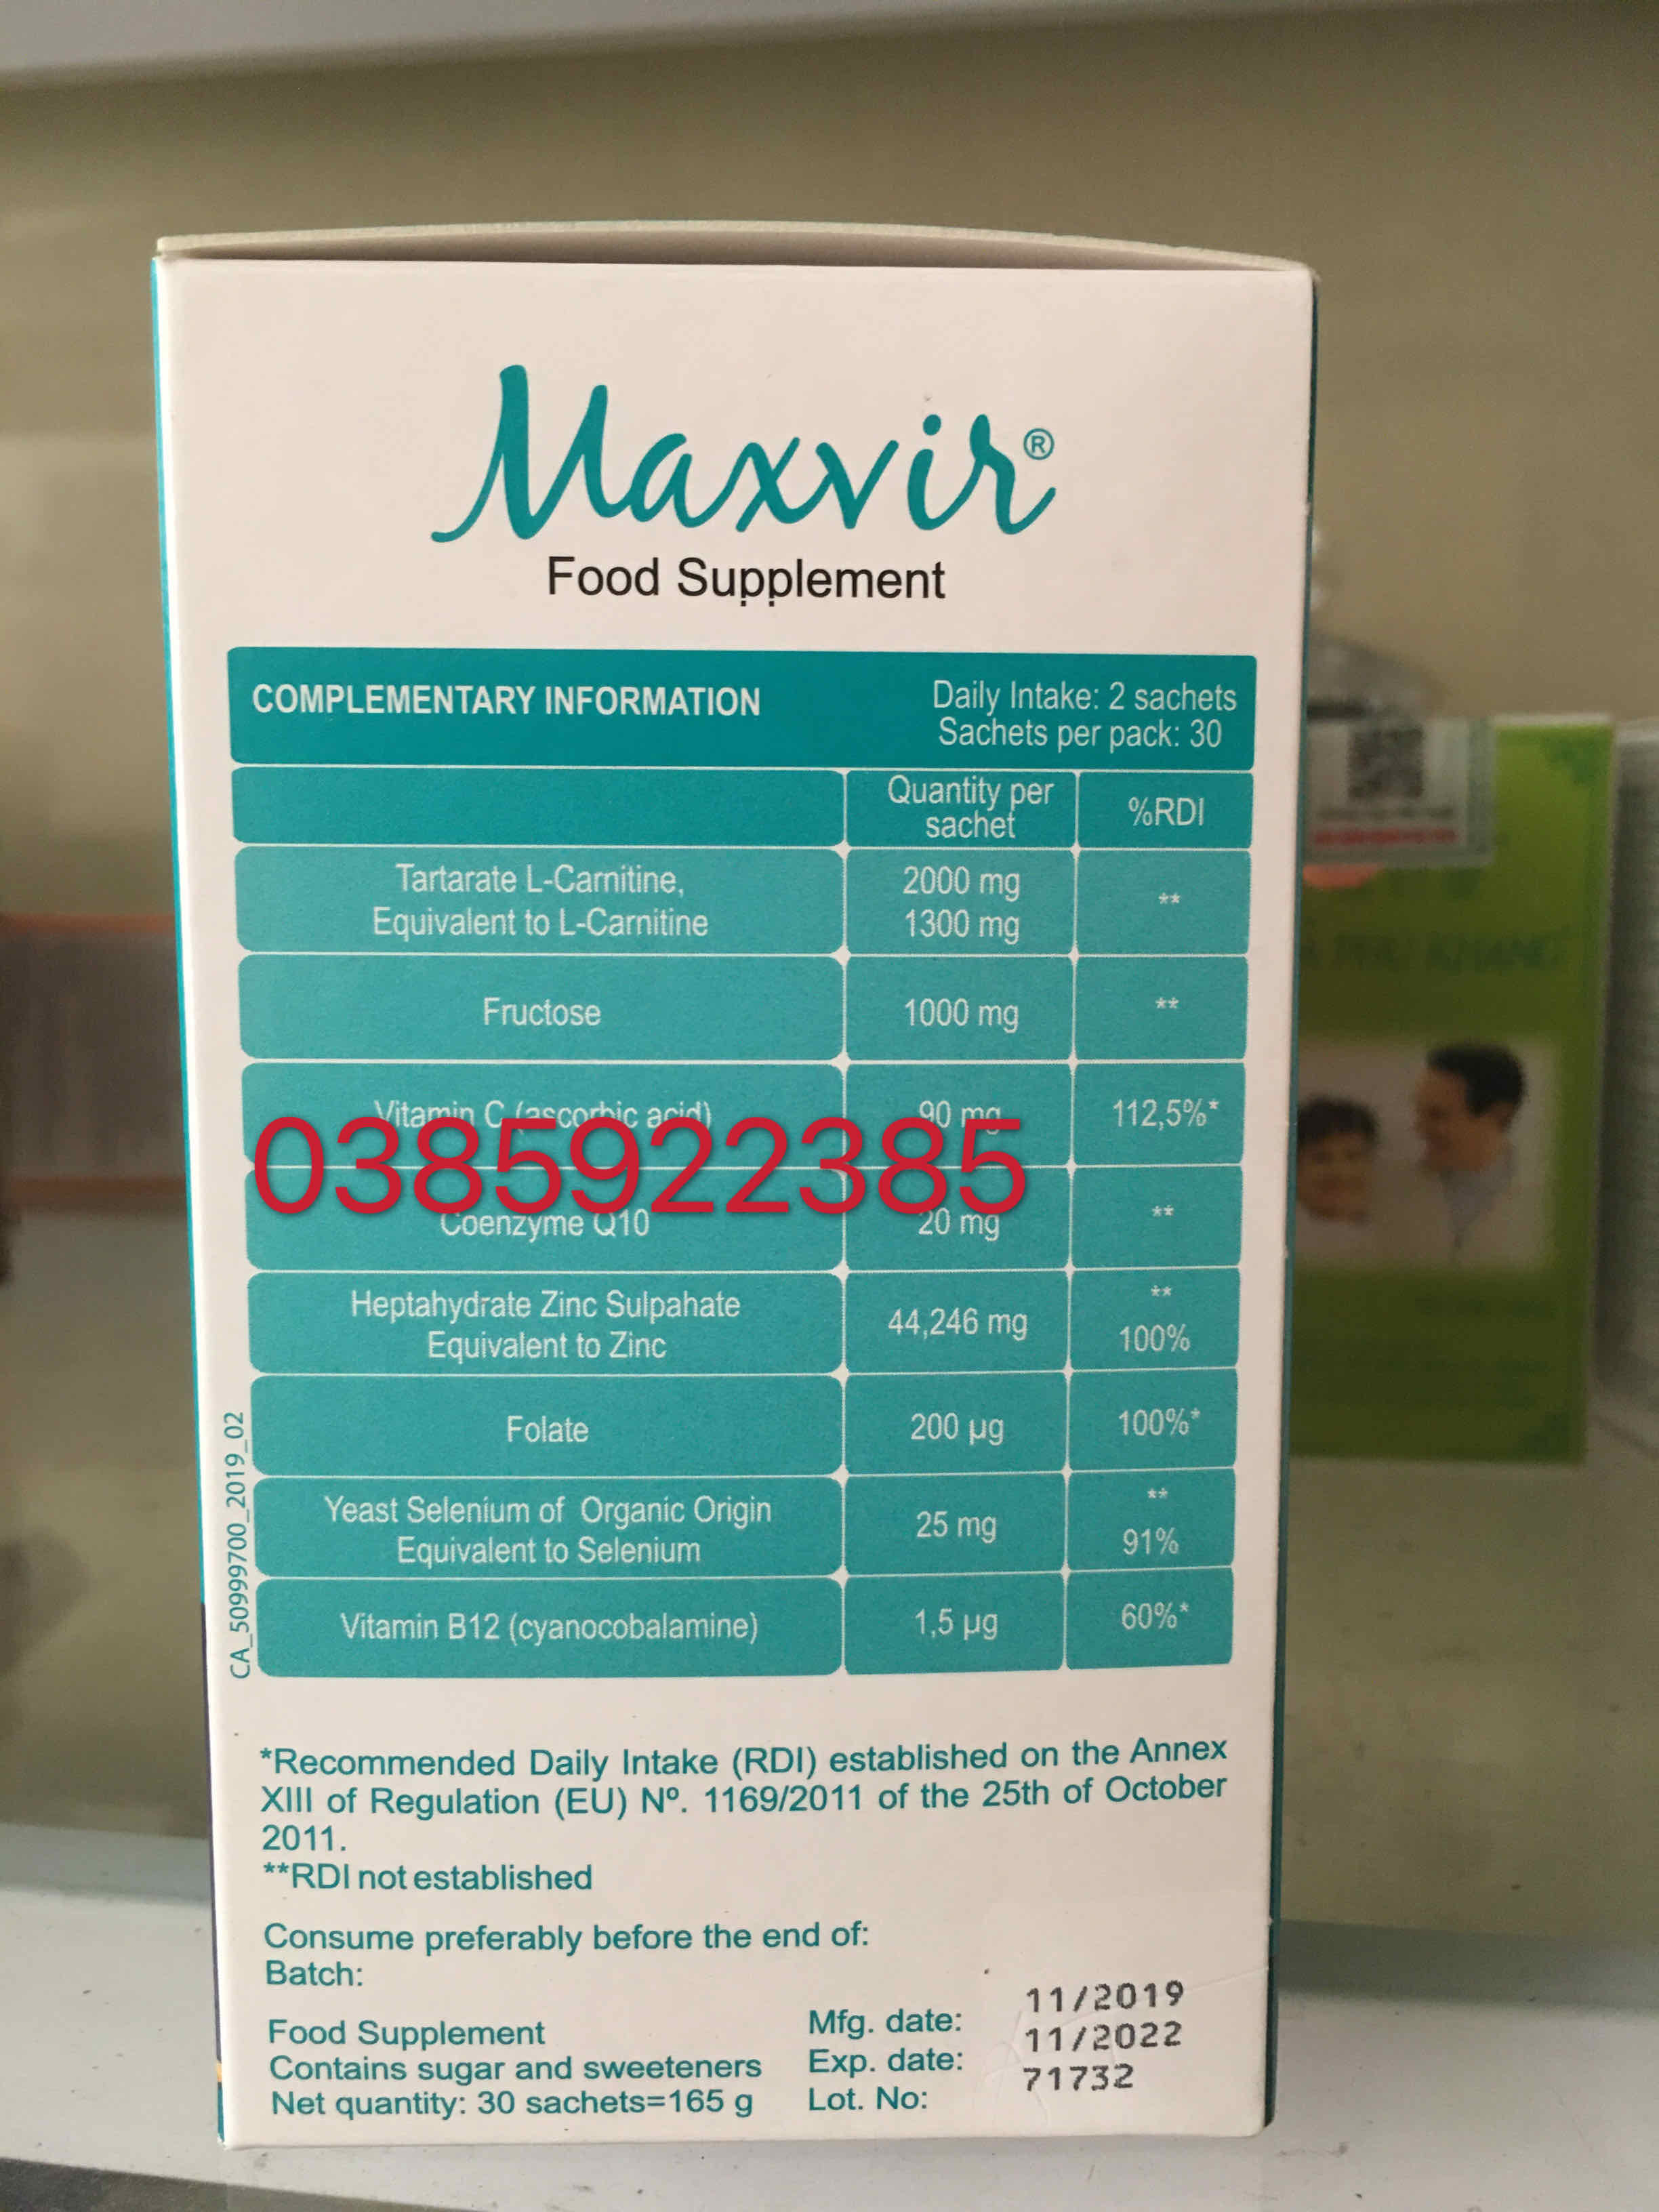 Maxvir®
Food Supplement
COMPLEMENTARY INFORMATION
Daily Intake: 2 sachets
Sachets per pack: 30
Quantity per sachet %RDI
Tartarate L-Carnitine, 2000 mg **
Equivalent to L-Carnitine 1300 mg
Fructose 1000 mg **
Vitamin C (ascorbic acid) 90 mg 112,5%*
0385922385
Coenzyme Q10 20 mg **
Heptahydrate Zinc Sulpahate **
Equivalent to Zinc 44,246 mg 100%
Folate 200 µg 100%*
Yeast Selenium of Organic Origin **
Equivalent to Selenium 25 mg 91%
Vitamin B12 (cyanocobalamine) 1,5 µg 60%*
CA_50999700_2019_02
*Recommended Daily Intake (RDI) established on the Annex
XIII of Regulation (EU) Nº. 1169/2011 of the 25th of October
2011.
**RDI not established
Consume preferably before the end of:
Batch:
Food Supplement
Contains sugar and sweeteners
Net quantity: 30 sachets=165 g
Mfg. date: 11/2019
Exp. date: 11/2022
Lot. No: 71732